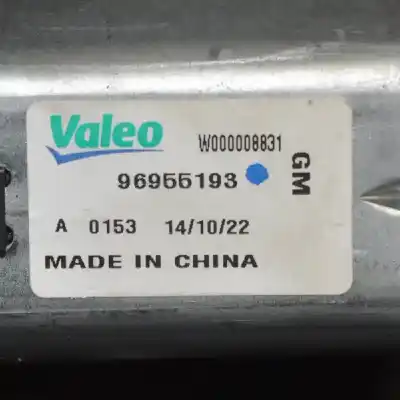 Valeo W000008831
GM
96955193
A 0153 14/10/22
MADE IN CHINA